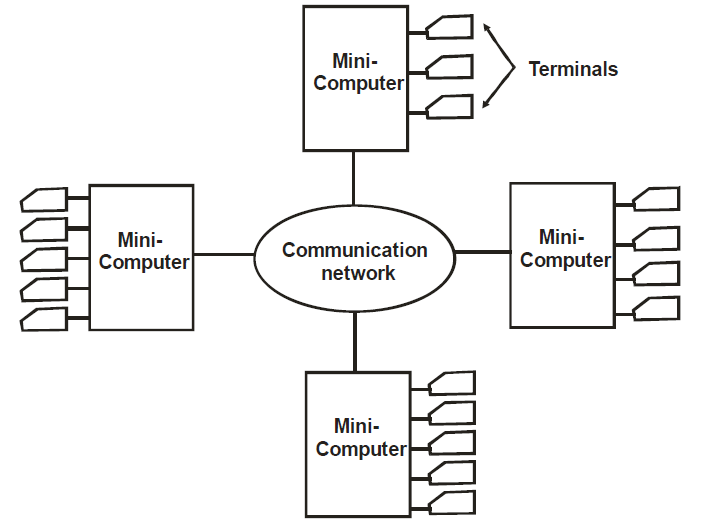 Mini-
Computer
Terminals
Mini-
Computer
Communication
network
Mini-
Computer
Mini-
Computer